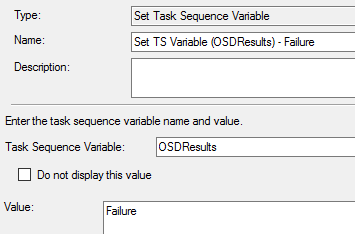 Type: Set Task Sequence Variable
Name: Set TS Variable (OSDResults) - Failure
Description:
Enter the task sequence variable name and value.
Task Sequence Variable: OSDResults
Do not display this value
Value: Failure